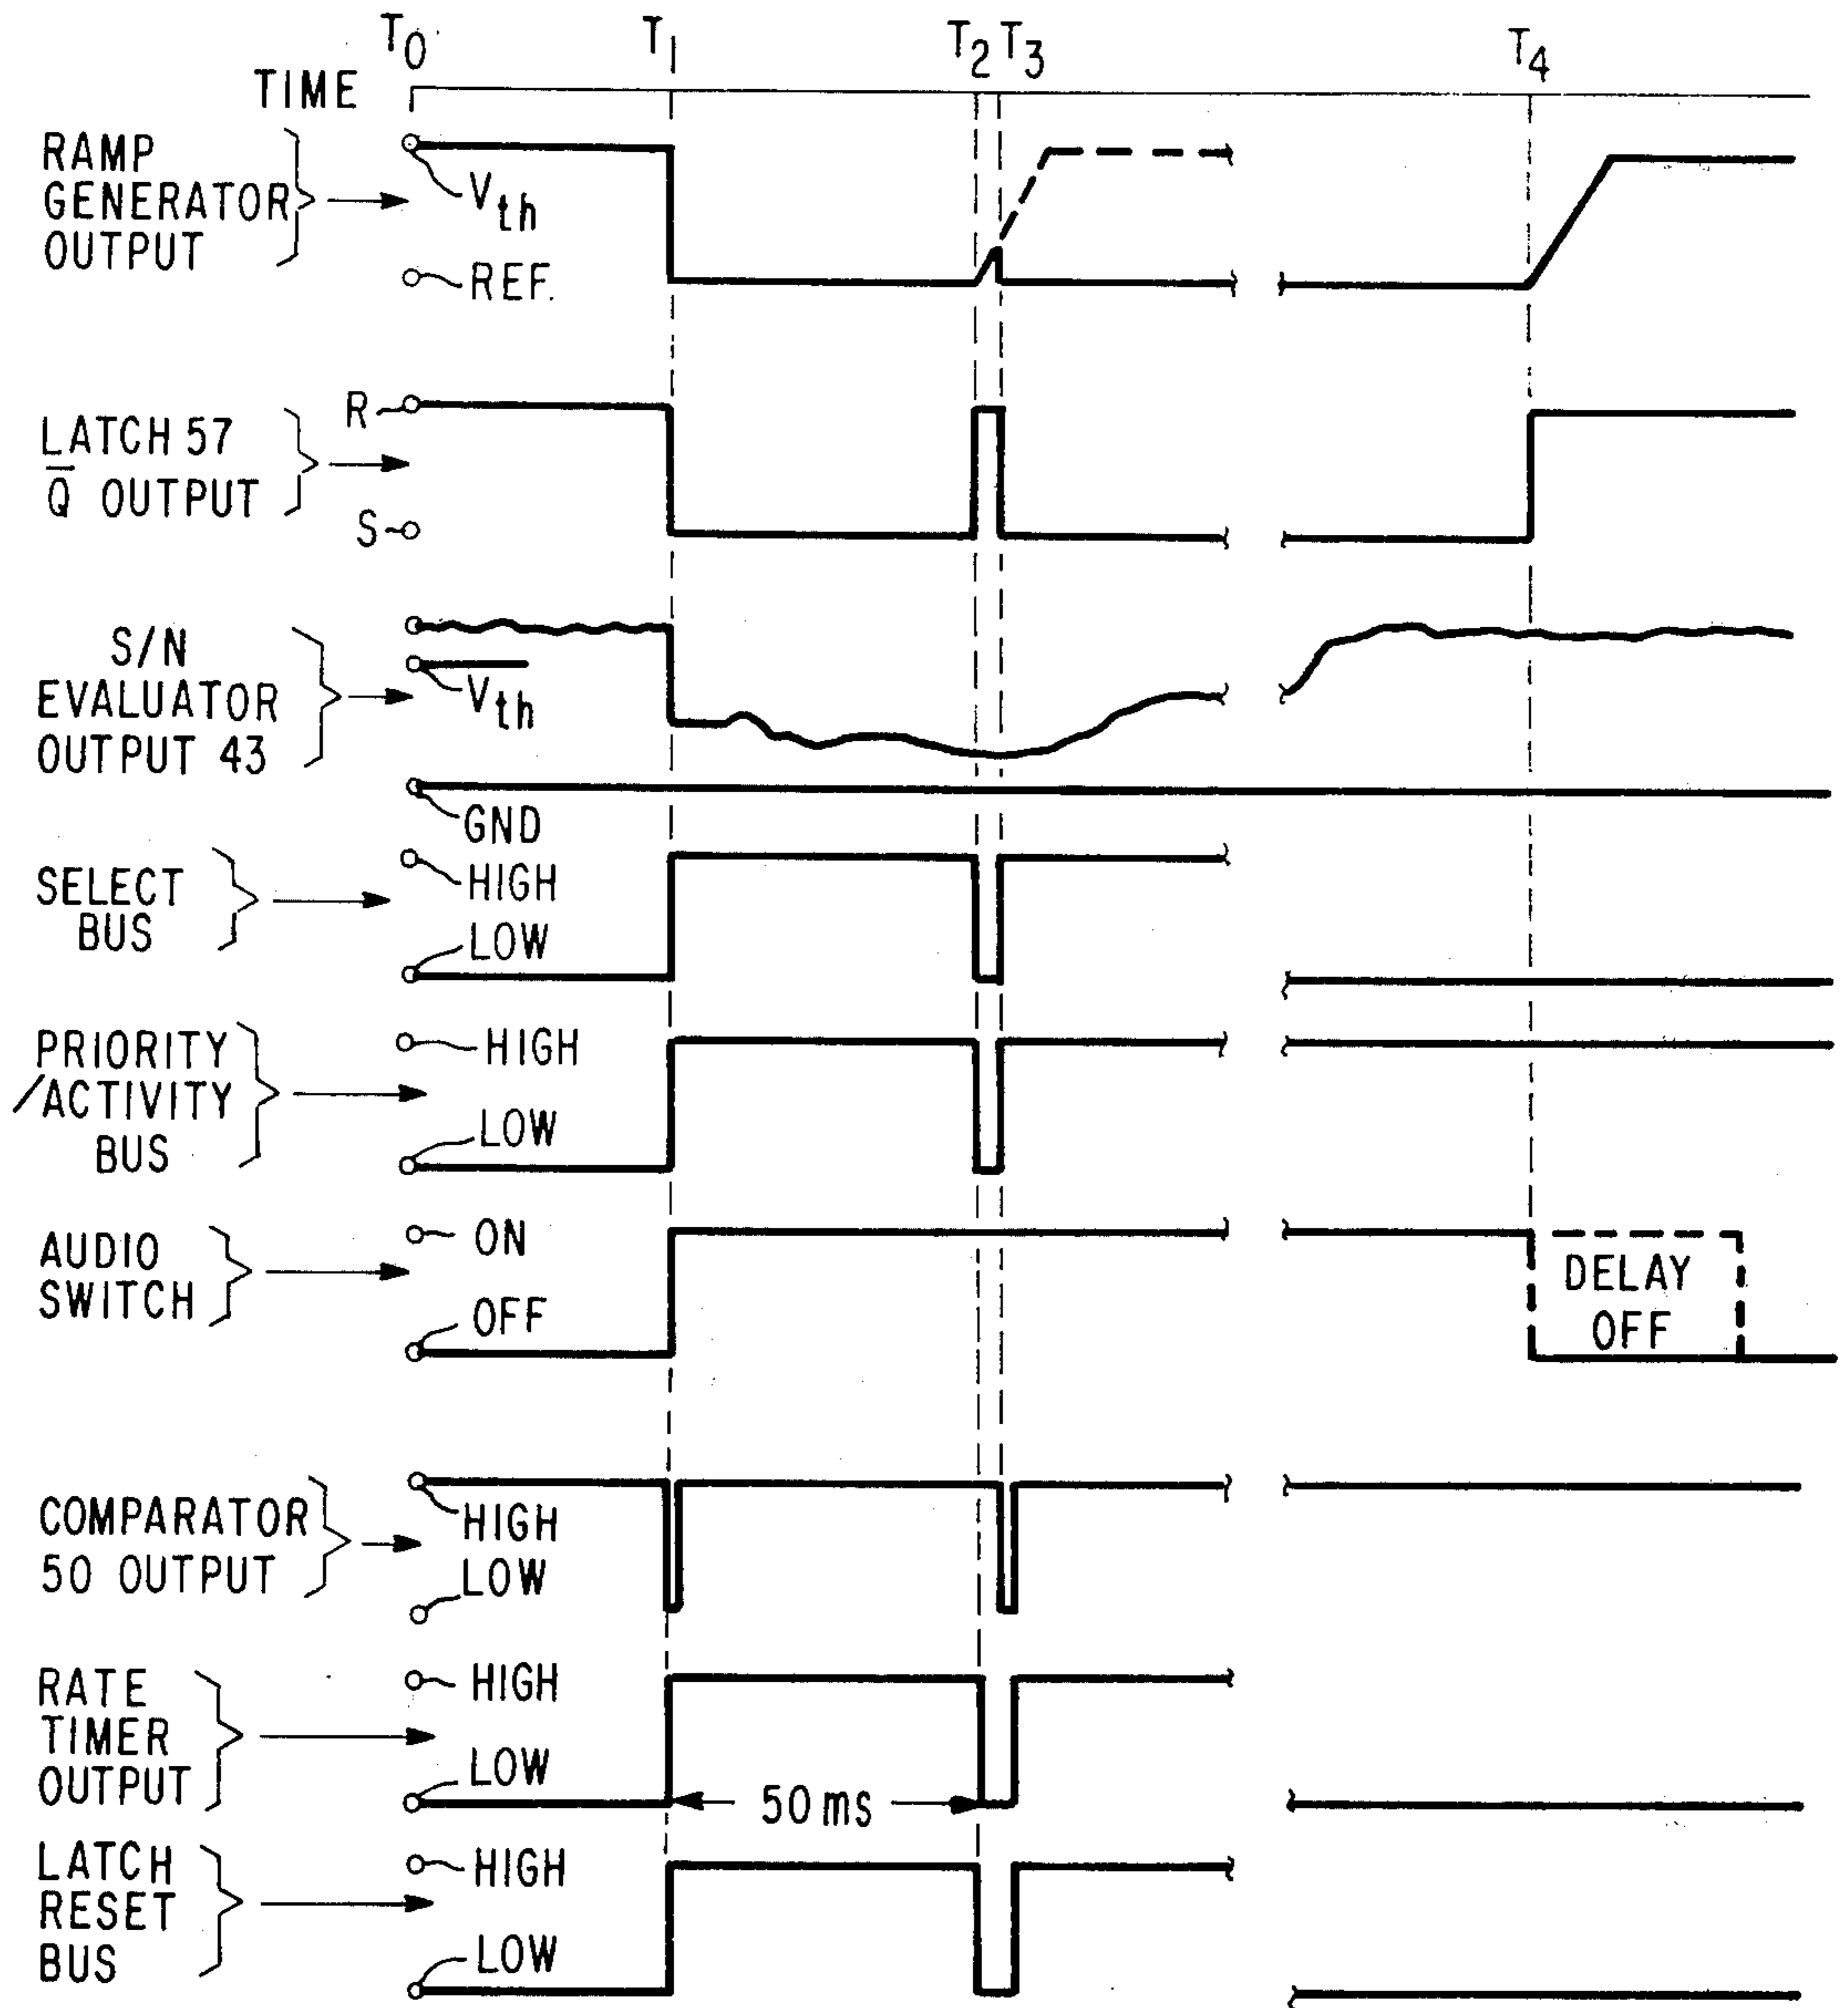 T0 T1 T2 T3 T4
TIME
RAMP
GENERATOR
OUTPUT
Vth
REF.
LATCH 57
Q̅ OUTPUT
R
S
S/N
EVALUATOR
OUTPUT 43
Vth
GND
SELECT
BUS
HIGH
LOW
PRIORITY
/ACTIVITY
BUS
HIGH
LOW
AUDIO
SWITCH
ON
OFF
DELAY
OFF
COMPARATOR
50 OUTPUT
HIGH
LOW
RATE
TIMER
OUTPUT
HIGH
LOW
50 ms
LATCH
RESET
BUS
HIGH
LOW